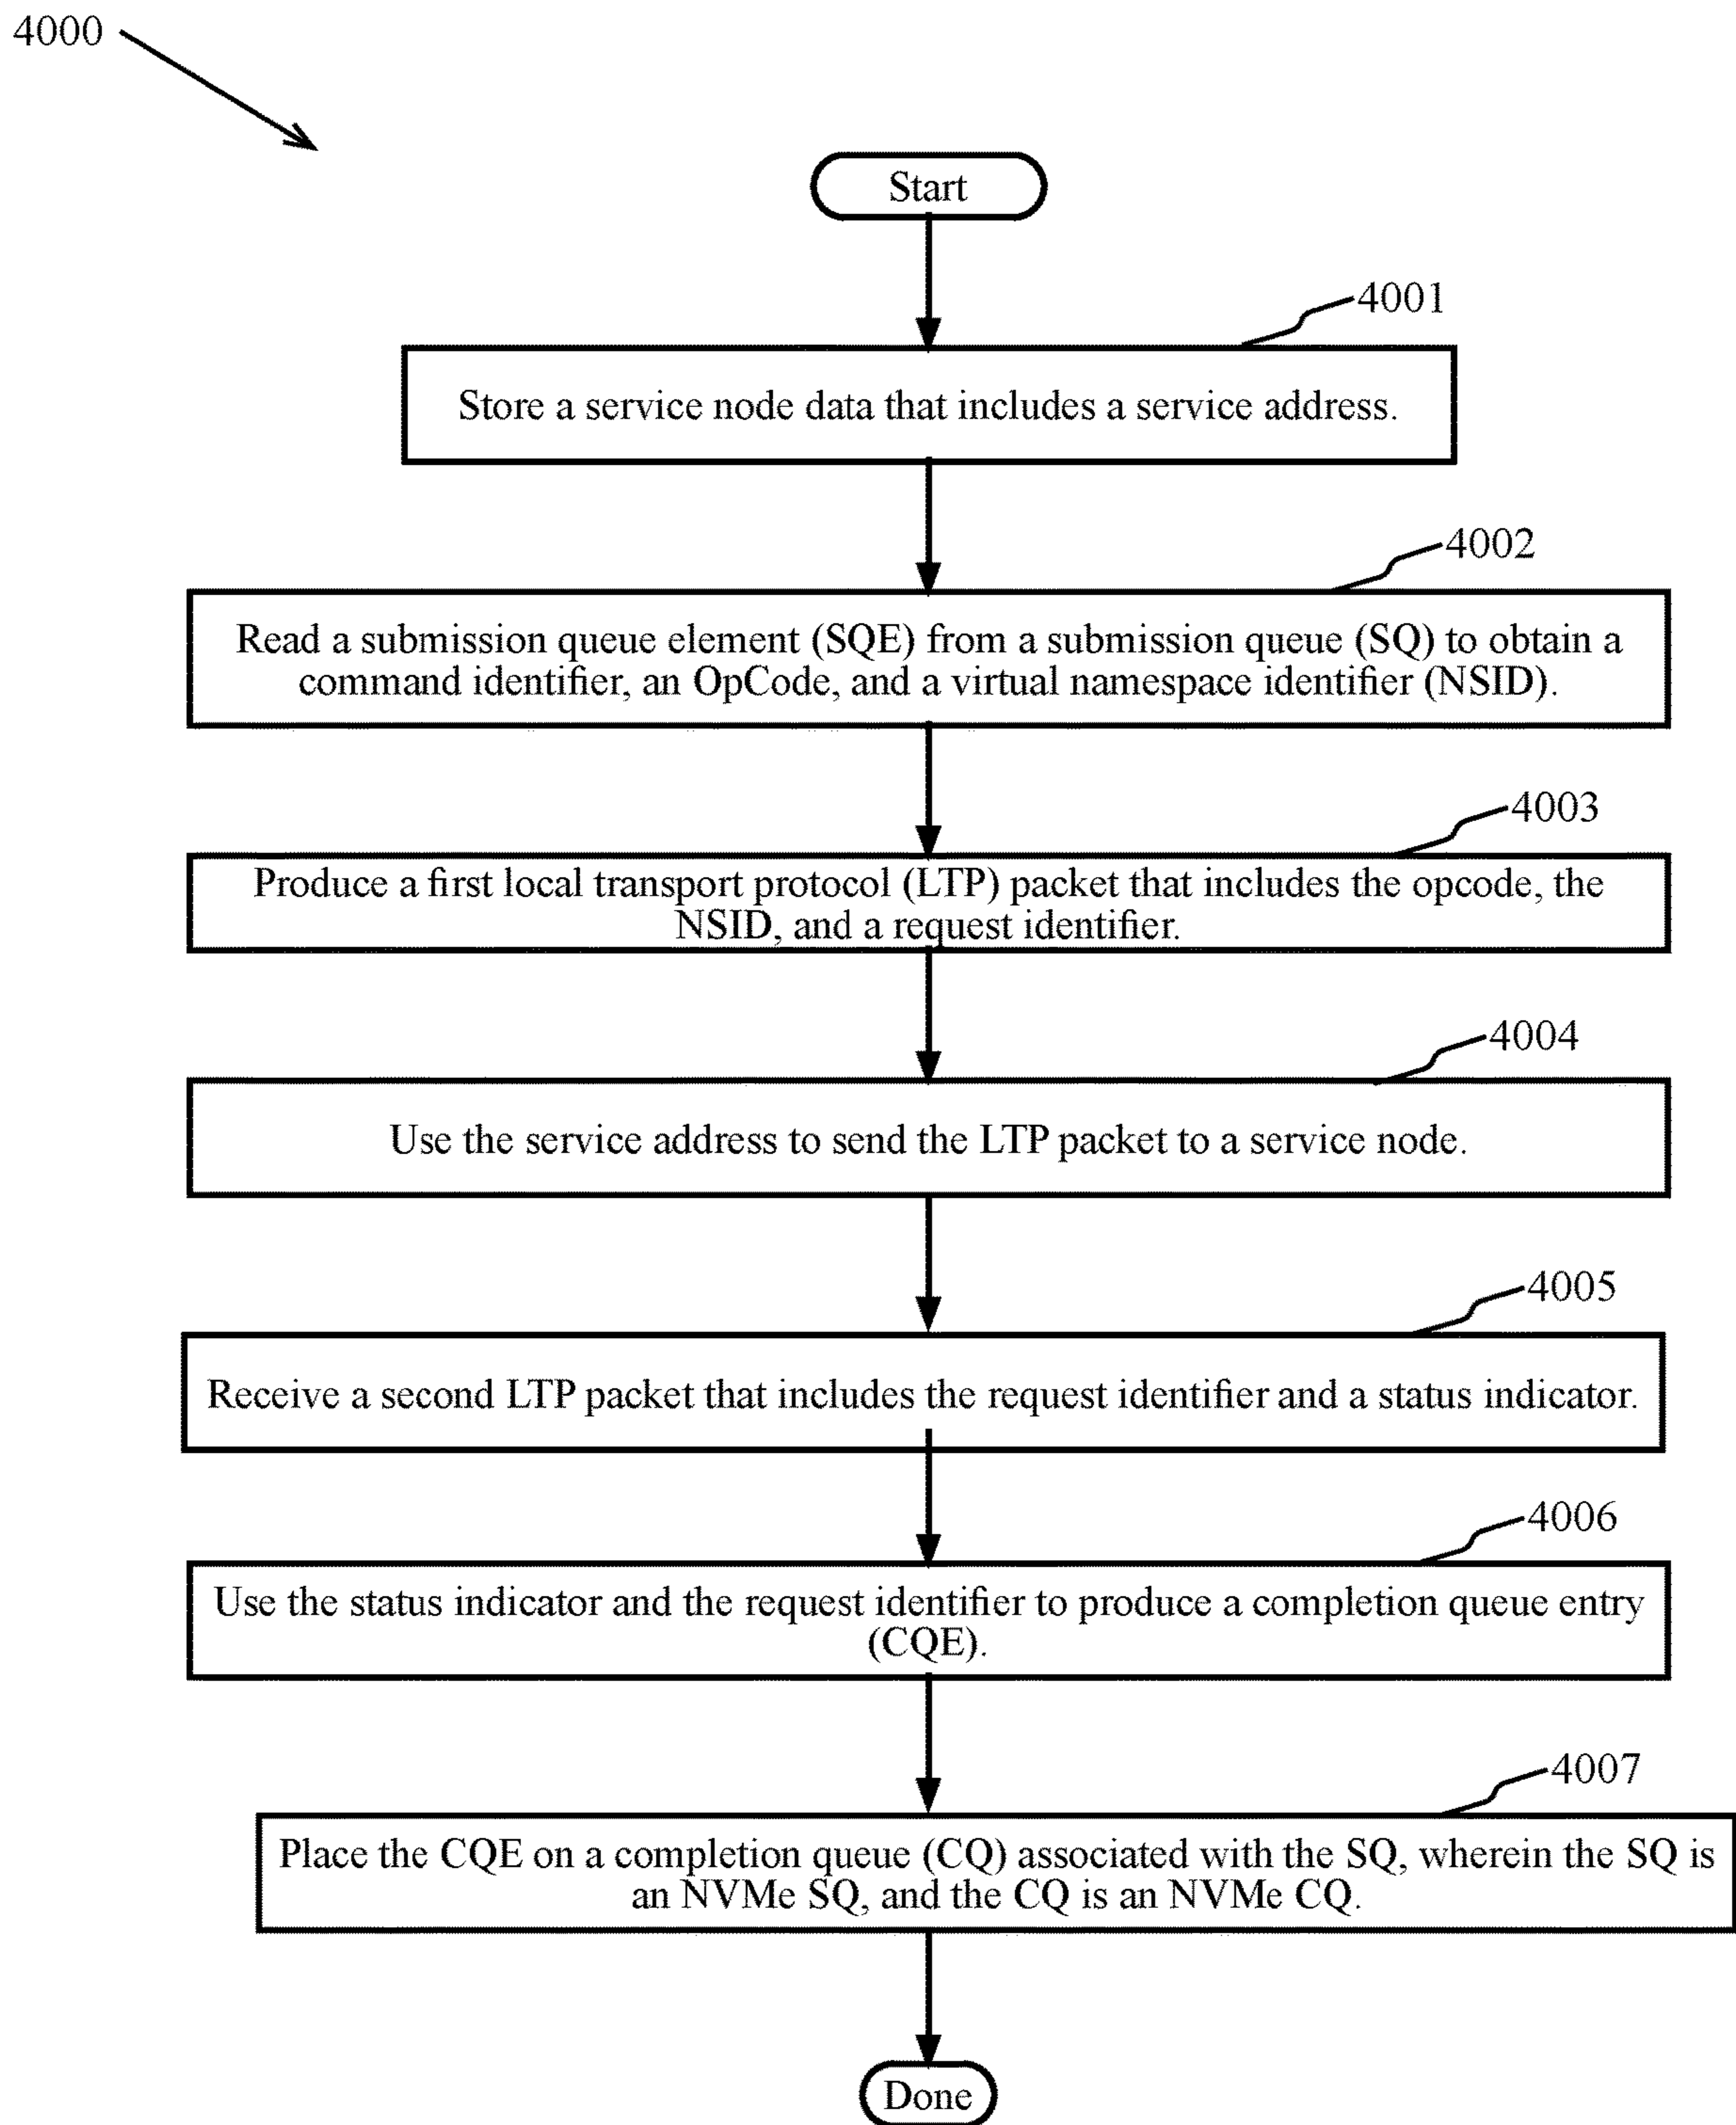 4000
Start
4001
Store a service node data that includes a service address.
4002
Read a submission queue element (SQE) from a submission queue (SQ) to obtain a
command identifier, an OpCode, and a virtual namespace identifier (NSID).
4003
Produce a first local transport protocol (LTP) packet that includes the opcode, the
NSID, and a request identifier.
4004
Use the service address to send the LTP packet to a service node.
4005
Receive a second LTP packet that includes the request identifier and a status indicator.
4006
Use the status indicator and the request identifier to produce a completion queue entry
(CQE).
4007
Place the CQE on a completion queue (CQ) associated with the SQ, wherein the SQ is
an NVMe SQ, and the CQ is an NVMe CQ.
Done